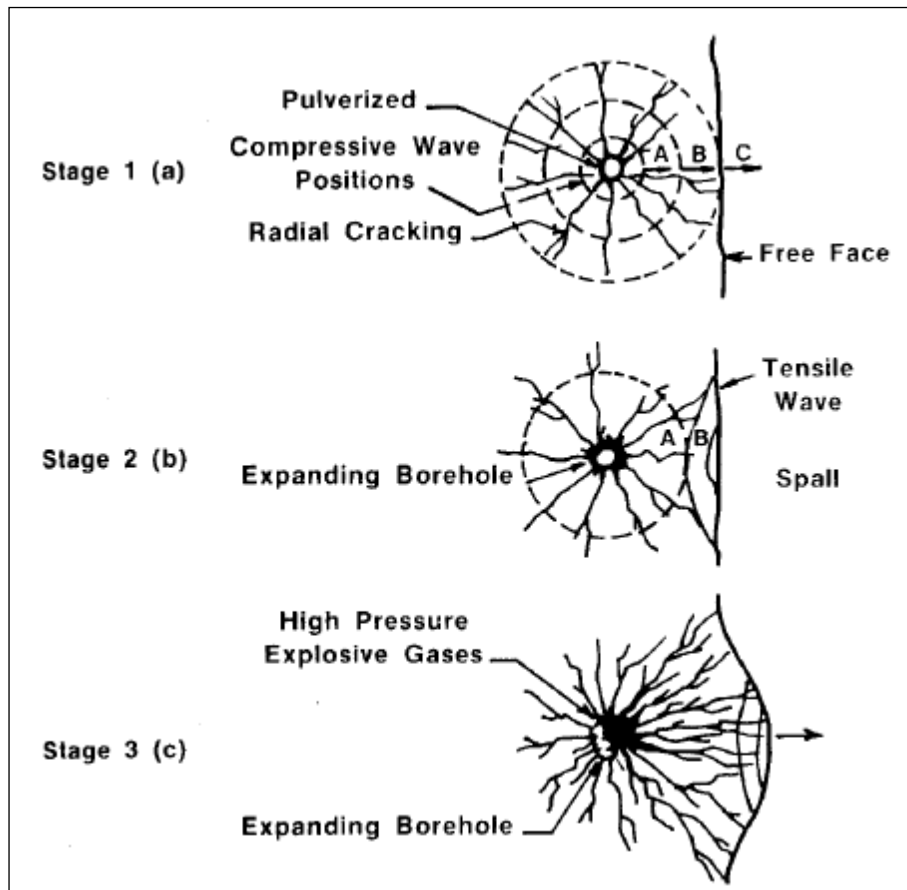 Pulverized
Stage 1 (a)
Compressive Wave
Positions
Radial Cracking
A
B
C
Free Face
Stage 2 (b)
Expanding Borehole
A
B
Tensile
Wave
Spall
High Pressure
Explosive Gases
Stage 3 (c)
Expanding Borehole